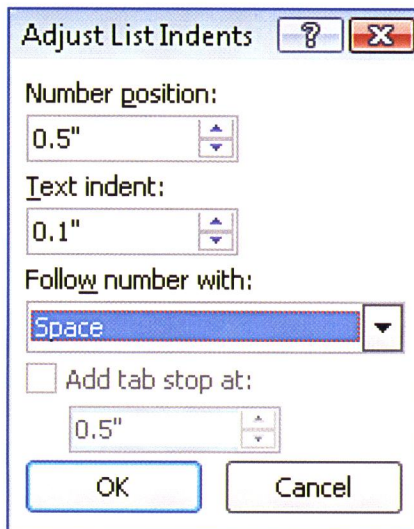 Adjust List Indents ?
Number position:
0.5"
Text indent:
0.1"
Follow number with:
Space
Add tab stop at:
0.5"
OK Cancel